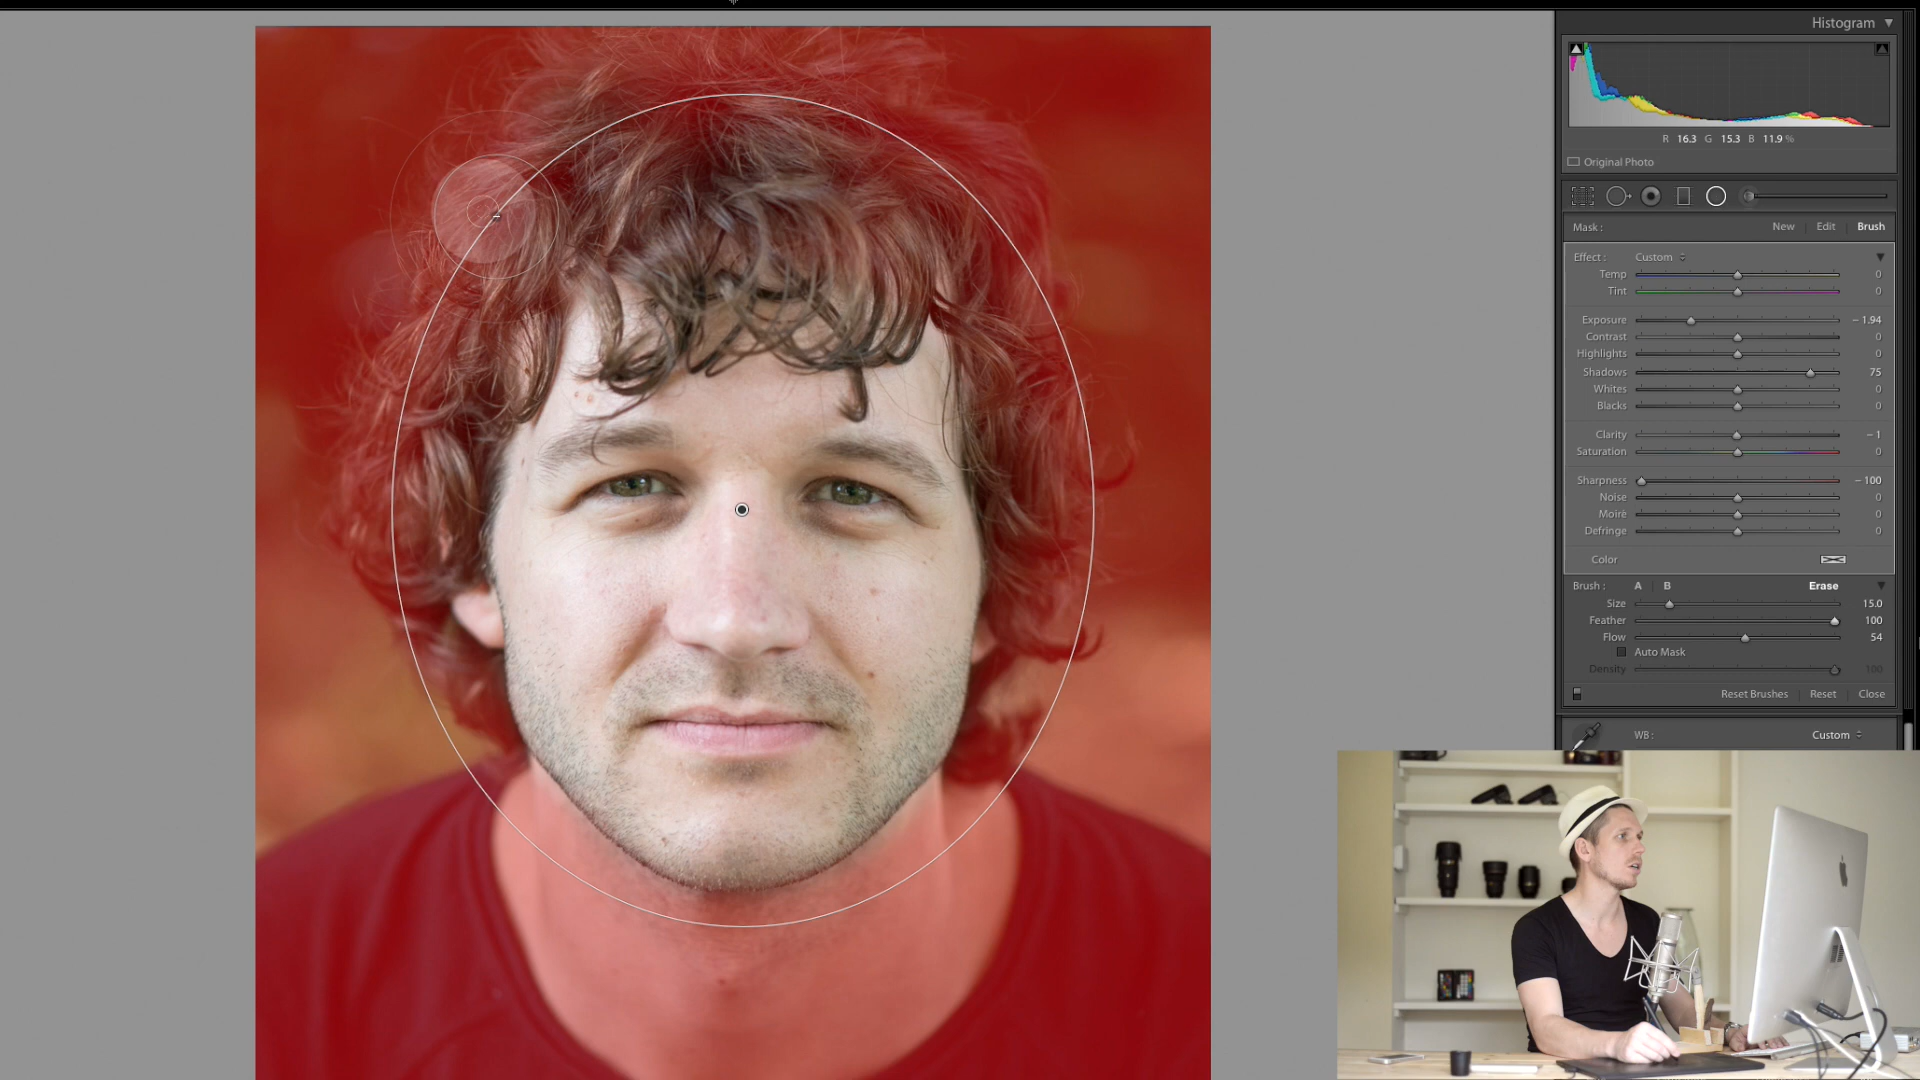 Histogram
R 16.3 G 15.3 B 11.9 %
Original Photo
Mask : New | Edit | Brush
Effect : Custom
Temp 0
Tint 0
Exposure – 1.94
Contrast 0
Highlights 0
Shadows 75
Whites 0
Blacks 0
Clarity – 1
Saturation 0
Sharpness – 100
Noise 0
Moiré 0
Defringe 0
Color
Brush : A | B Erase
Size 15.0
Feather 100
Flow 54
Auto Mask
Density 100
Reset Brushes | Reset | Close
WB : Custom